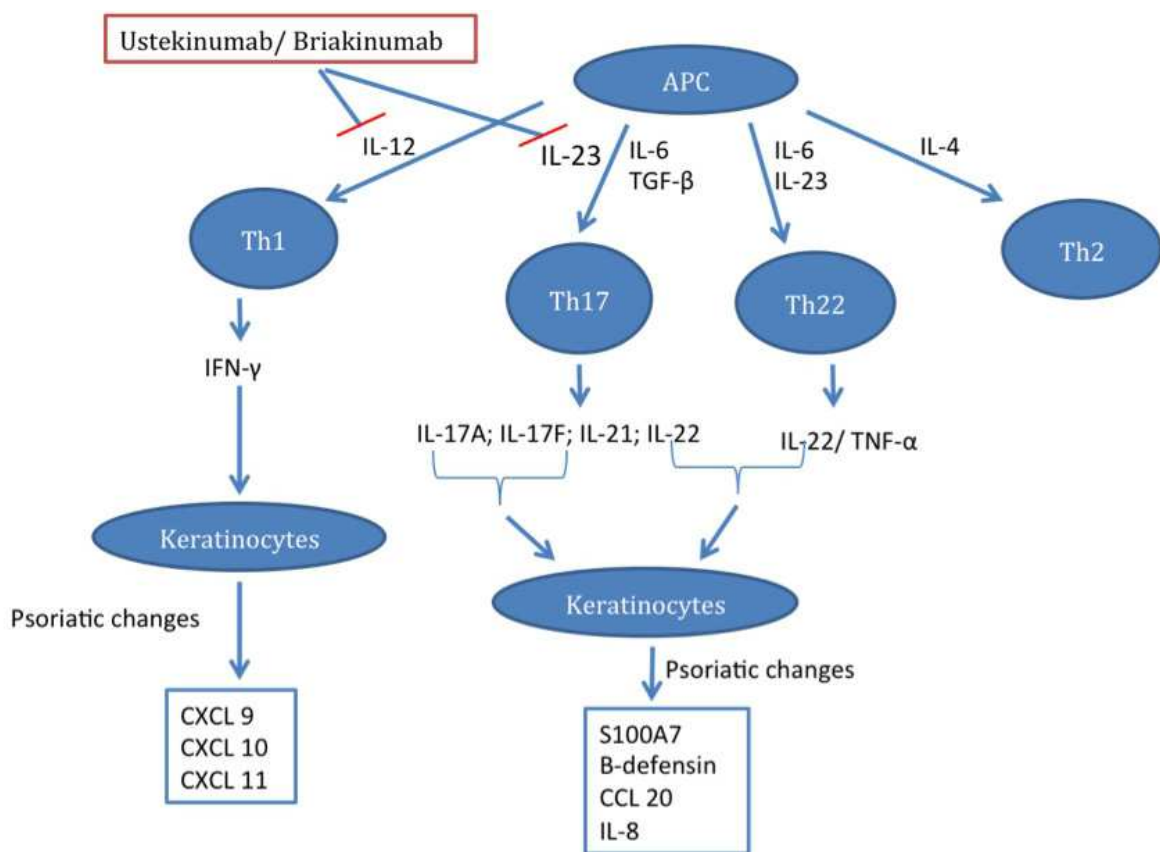 Ustekinumab/ Briakinumab
APC
IL-12
IL-23
IL-6
TGF-β
IL-6
IL-23
IL-4
Th1
Th17
Th22
Th2
IFN-γ
IL-17A; IL-17F; IL-21; IL-22
IL-22/ TNF-α
Keratinocytes
Keratinocytes
Psoriatic changes
Psoriatic changes
CXCL 9
CXCL 10
CXCL 11
S100A7
B-defensin
CCL 20
IL-8